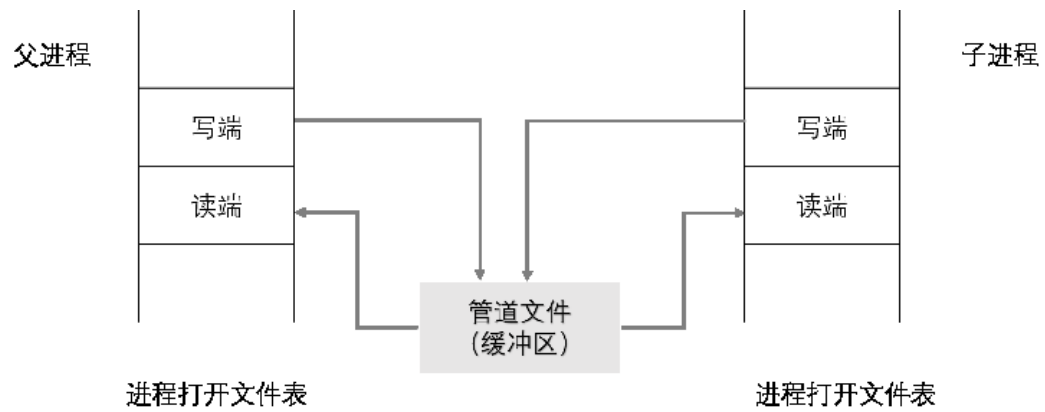 父进程
子进程
写端
写端
读端
读端
管道文件
(缓冲区)
进程打开文件表
进程打开文件表